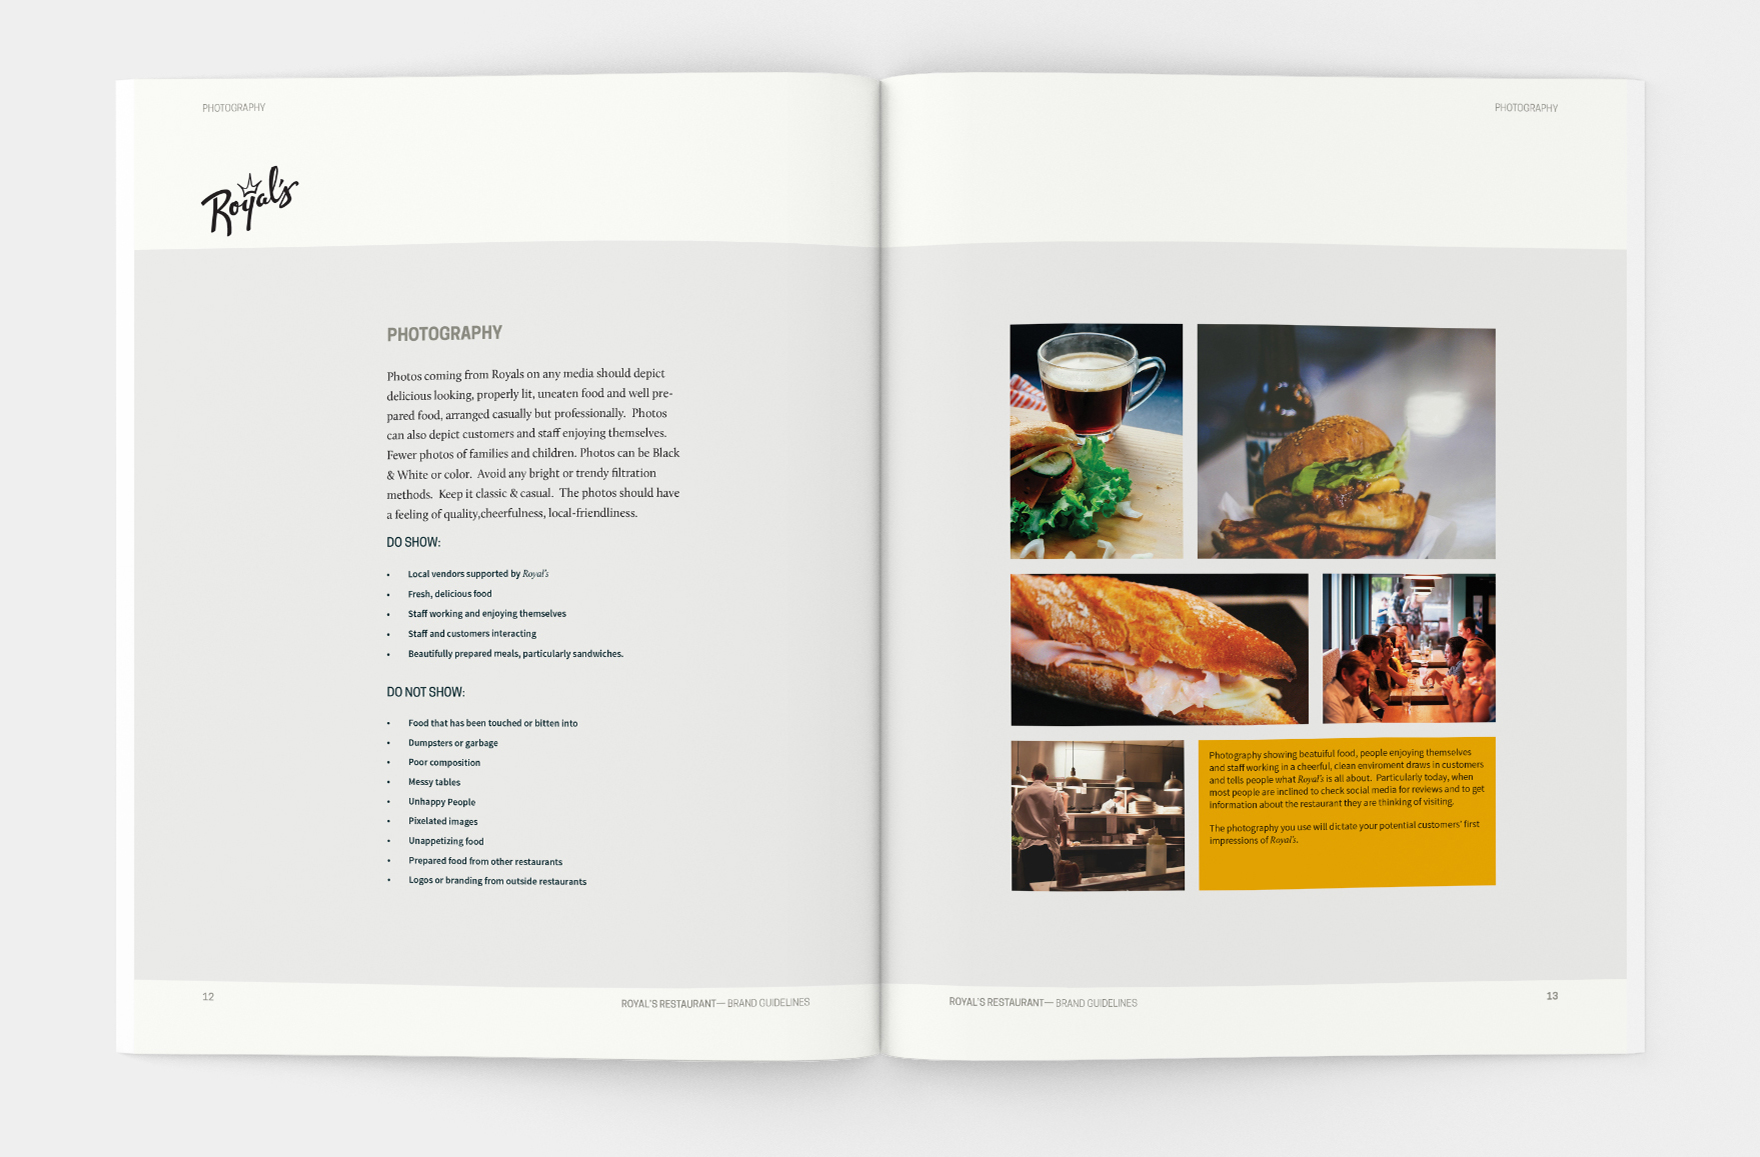 PHOTOGRAPHY
Royal's
PHOTOGRAPHY
Photos coming from Royals on any media should depict
delicious looking, properly lit, uneaten food and well pre-
pared food, arranged casually but professionally. Photos
can also depict customers and staff enjoying themselves.
Fewer photos of families and children. Photos can be Black
& White or color. Avoid any bright or trendy filtration
methods. Keep it classic & casual. The photos should have
a feeling of quality,cheerfulness, local-friendliness.
DO SHOW:
• Local vendors supported by Royal's
• Fresh, delicious food
• Staff working and enjoying themselves
• Staff and customers interacting
• Beautifully prepared meals, particularly sandwiches.
DO NOT SHOW:
• Food that has been touched or bitten into
• Dumpsters or garbage
• Poor composition
• Messy tables
• Unhappy People
• Pixelated images
• Unappetizing food
• Prepared food from other restaurants
• Logos or branding from outside restaurants
12
ROYAL'S RESTAURANT— BRAND GUIDELINES
PHOTOGRAPHY
Photography showing beatuiful food, people enjoying themselves
and staff working in a cheerful, clean enviroment draws in customers
and tells people what Royal's is all about. Particularly today, when
most people are inclined to check social media for reviews and to get
information about the restaurant they are thinking of visiting.
The photography you use will dictate your potential customers' first
impressions of Royal's.
ROYAL'S RESTAURANT— BRAND GUIDELINES
13